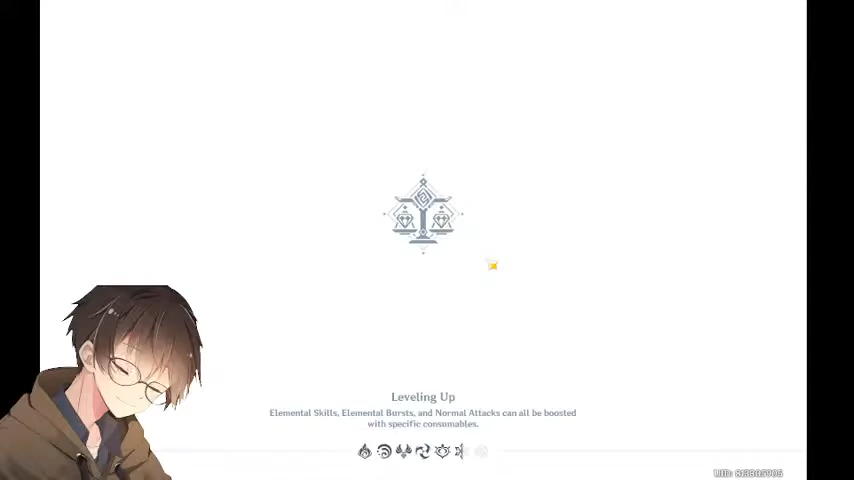 Leveling Up
Elemental Skills, Elemental Bursts, and Normal Attacks can all be boosted
with specific consumables.